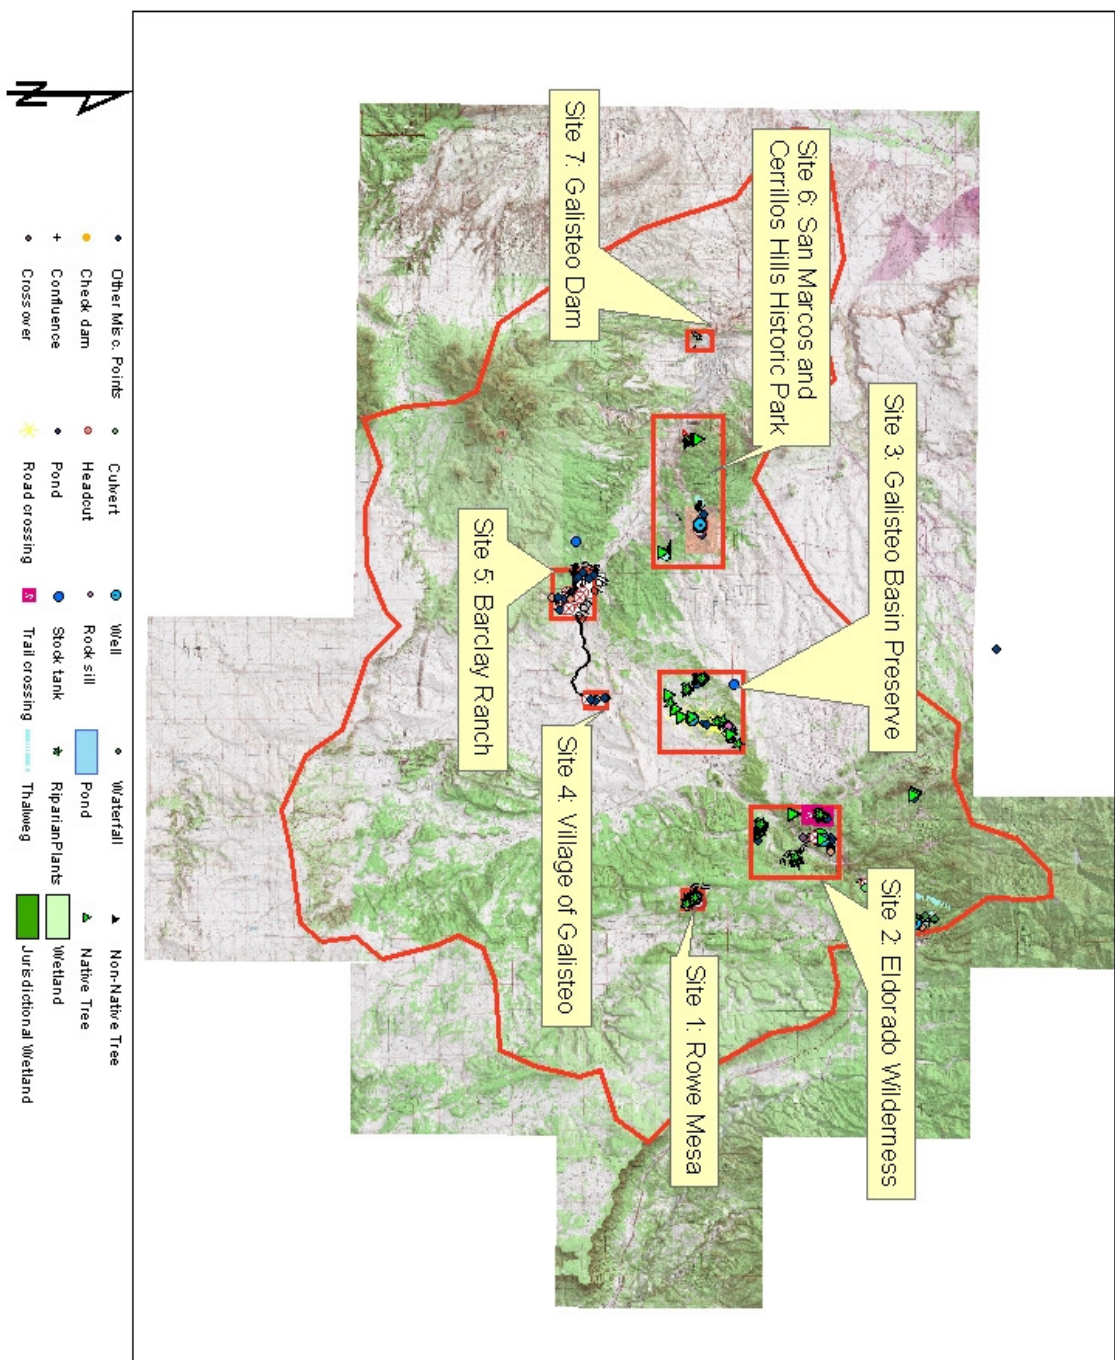 Site 7: Galisteo Dam
Site 6: San Marcos and
Cerrillos Hills Historic Park
Site 3: Galisteo Basin Preserve
Site 5: Barclay Ranch
Site 4: Village of Galisteo
Site 2: Eldorado Wilderness
Site 1: Rowe Mesa
N
Other Misc. Points
Check dam
Confluence
Crossover
Culvert
Headcut
Pond
Road crossing
Well
Rock sill
Stock tank
Trail crossing
Waterfall
Pond
RiparianPlants
Thalweg
Non-Native Tree
Native Tree
Wetland
Jurisdictional Wetland